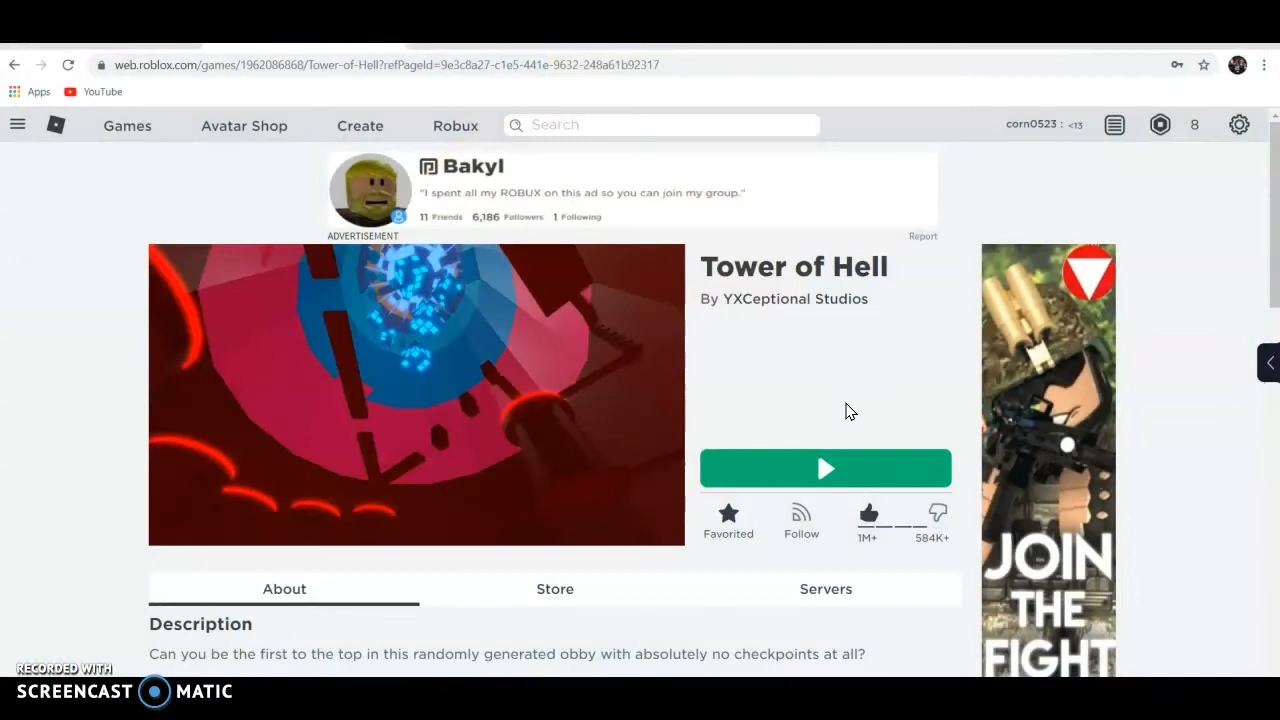 web.roblox.com/games/1962086868/Tower-of-Hell?refPageId=9e3c8a27-c1e5-441e-9632-248a61b92317
Apps YouTube
Games Avatar Shop Create Robux Search corn0523 : <13 8
Bakyl
"I spent all my ROBUX on this ad so you can join my group."
11 Friends 6,186 Followers 1 Following
ADVERTISEMENT Report
Tower of Hell
By YXCeptional Studios
Favorited Follow 1M+ 584K+
JOIN
THE
FIGHT
About Store Servers
Description
Can you be the first to the top in this randomly generated obby with absolutely no checkpoints at all?
RECORDED WITH
SCREENCAST MATIC